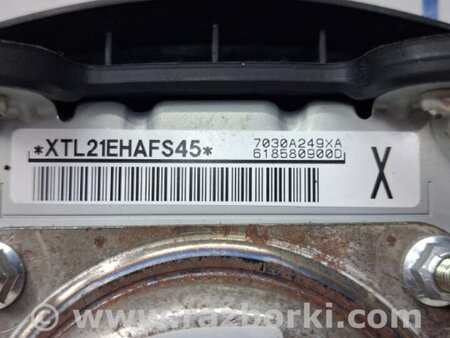 *XTL21EHAFS45*
7030A249XA
618580900D
X
www.razborki.com